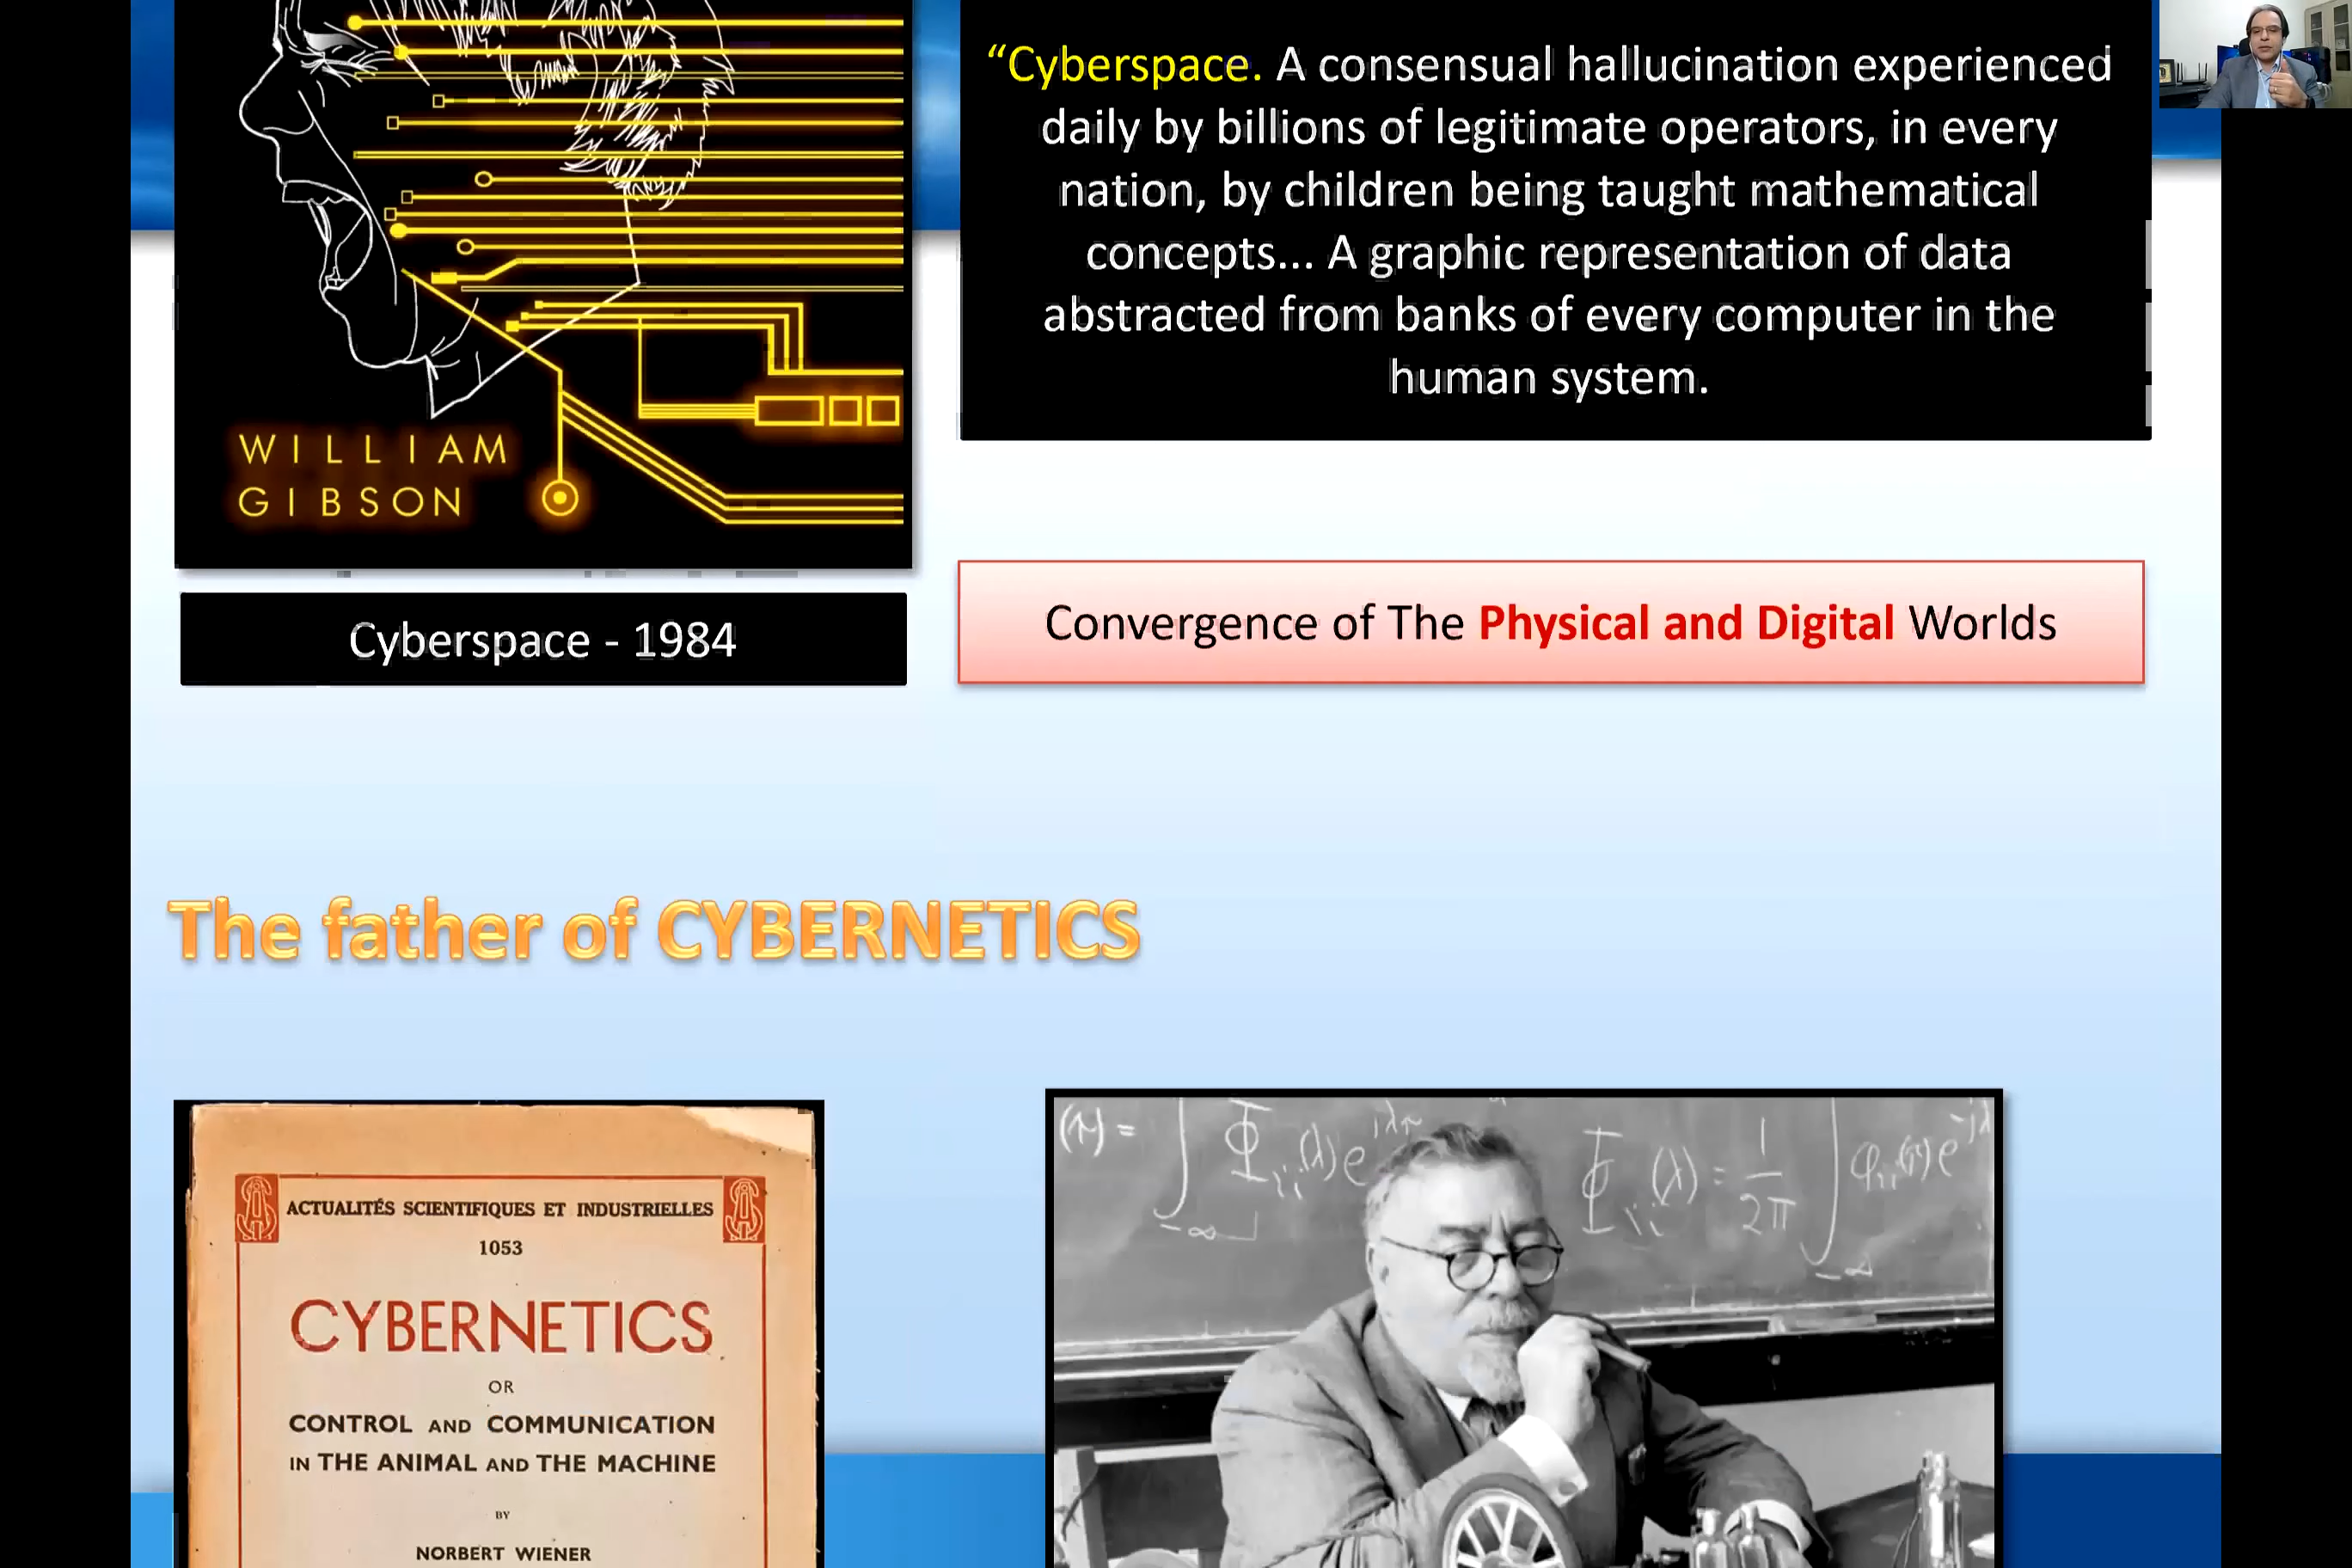 “Cyberspace. A consensual hallucination experienced
daily by billions of legitimate operators, in every
nation, by children being taught mathematical
concepts... A graphic representation of data
abstracted from banks of every computer in the
human system.
WILLIAM
GIBSON
Cyberspace - 1984
Convergence of The Physical and Digital Worlds
The father of CYBERNETICS
ACTUALITÉS SCIENTIFIQUES ET INDUSTRIELLES
1053
CYBERNETICS
OR
CONTROL AND COMMUNICATION
IN THE ANIMAL AND THE MACHINE
BY
NORBERT WIENER